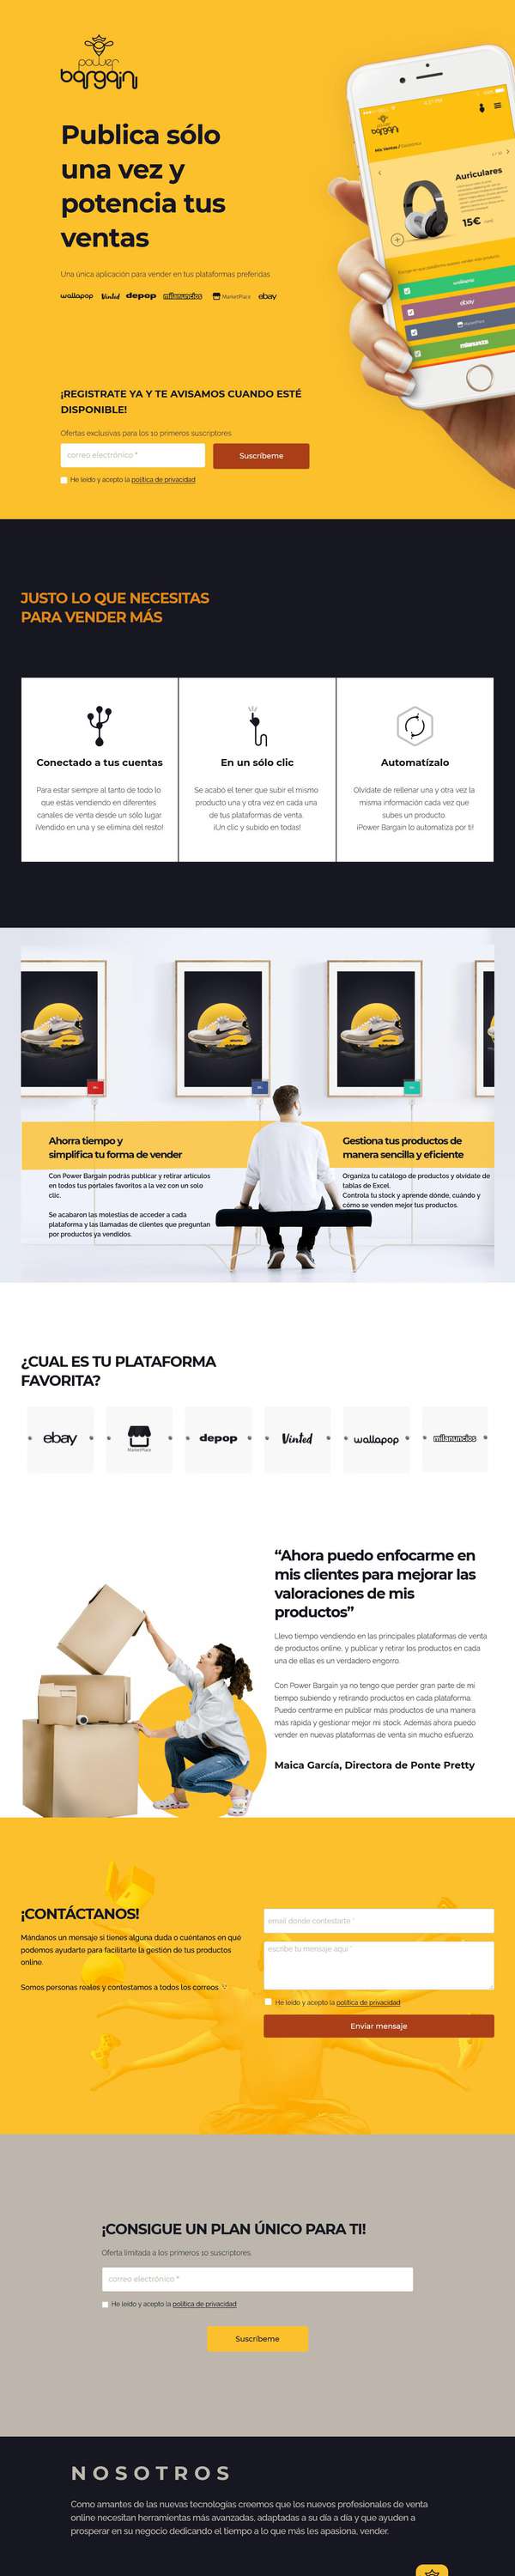 power
bargain
Publica sólo
una vez y
potencia tus
ventas
Una única aplicación para vender en tus plataformas preferidas
wallapop Vinted depop milanuncios MarketPlace ebay
bargain
Mis Ventas /
Auriculares
15€
wallapop
ebay
MarketPlace
milanuncios
¡REGISTRATE YA Y TE AVISAMOS CUANDO ESTÉ
DISPONIBLE!
Ofertas exclusivas para los 10 primeros suscriptores
correo electrónico *
Suscríbeme
He leído y acepto la política de privacidad
JUSTO LO QUE NECESITAS
PARA VENDER MÁS
Conectado a tus cuentas
Para estar siempre al tanto de todo lo
que estás vendiendo en diferentes
canales de venta desde un sólo lugar.
¡Vendido en una y se elimina del resto!
En un sólo clic
Se acabó el tener que subir el mismo
producto una y otra vez en cada una
de tus plataformas de venta.
¡Un clic y subido en todas!
Automatízalo
Olvídate de rellenar una y otra vez la
misma información cada vez que
subes un producto.
¡Power Bargain lo automatiza por ti!
Ahorra tiempo y
simplifica tu forma de vender
Con Power Bargain podrás publicar y retirar artículos
en todos tus portales favoritos a la vez con un solo
clic.
Se acabaron las molestias de acceder a cada
plataforma y las llamadas de clientes que preguntan
por productos ya vendidos.
Gestiona tus productos de
manera sencilla y eficiente
Organiza tu catálogo de productos y olvídate de
tablas de Excel.
Controla tu stock y aprende dónde, cuándo y
cómo se venden mejor tus productos.
¿CUAL ES TU PLATAFORMA
FAVORITA?
ebay
MarketPlace
depop
Vinted
wallapop
milanuncios
“Ahora puedo enfocarme en
mis clientes para mejorar las
valoraciones de mis
productos”
Llevo tiempo vendiendo en las principales plataformas de venta
de productos online, y publicar y retirar los productos en cada
una de ellas es un verdadero engorro.
Con Power Bargain ya no tengo que perder gran parte de mi
tiempo subiendo y retirando productos en cada plataforma.
Puedo centrarme en publicar más productos de una manera
más rápida y gestionar mejor mi stock. Además ahora puedo
vender en nuevas plataformas de venta sin mucho esfuerzo.
Maica García, Directora de Ponte Pretty
¡CONTÁCTANOS!
Mándanos un mensaje si tienes alguna duda o cuéntanos en qué
podemos ayudarte para facilitarte la gestión de tus productos
online.
Somos personas reales y contestamos a todos los correos
email donde contestarte *
escribe tu mensaje aquí *
He leído y acepto la política de privacidad
Enviar mensaje
¡CONSIGUE UN PLAN ÚNICO PARA TI!
Oferta limitada a los primeros 10 suscriptores.
correo electrónico *
He leído y acepto la política de privacidad
Suscríbeme
NOSOTROS
Como amantes de las nuevas tecnologías creemos que los nuevos profesionales de venta
online necesitan herramientas más avanzadas, adaptadas a su día a día y que ayuden a
prosperar en su negocio dedicando el tiempo a lo que más les apasiona, vender.